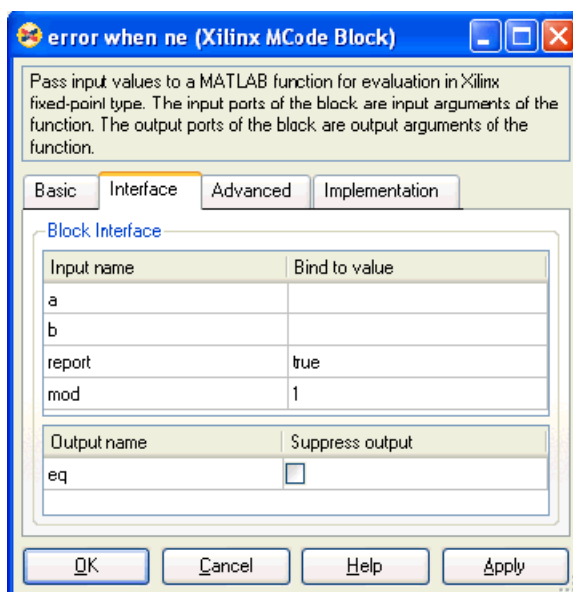 error when ne (Xilinx MCode Block)
Pass input values to a MATLAB function for evaluation in Xilinx
fixed-point type. The input ports of the block are input arguments of the
function. The output ports of the block are output arguments of the
function.
Basic Interface Advanced Implementation
Block Interface
Input name Bind to value
a
b
report true
mod 1
Output name Suppress output
eq
OK Cancel Help Apply